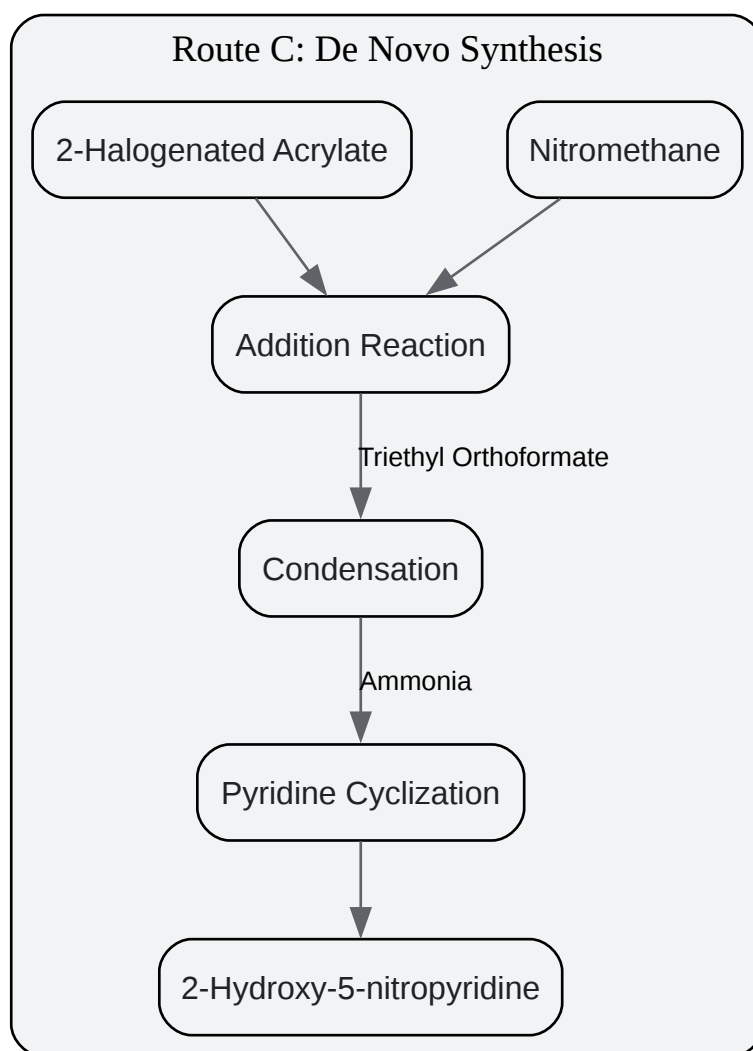 Route C: De Novo Synthesis
2-Halogenated Acrylate
Nitromethane
Addition Reaction
Triethyl Orthoformate
Condensation
Ammonia
Pyridine Cyclization
2-Hydroxy-5-nitropyridine